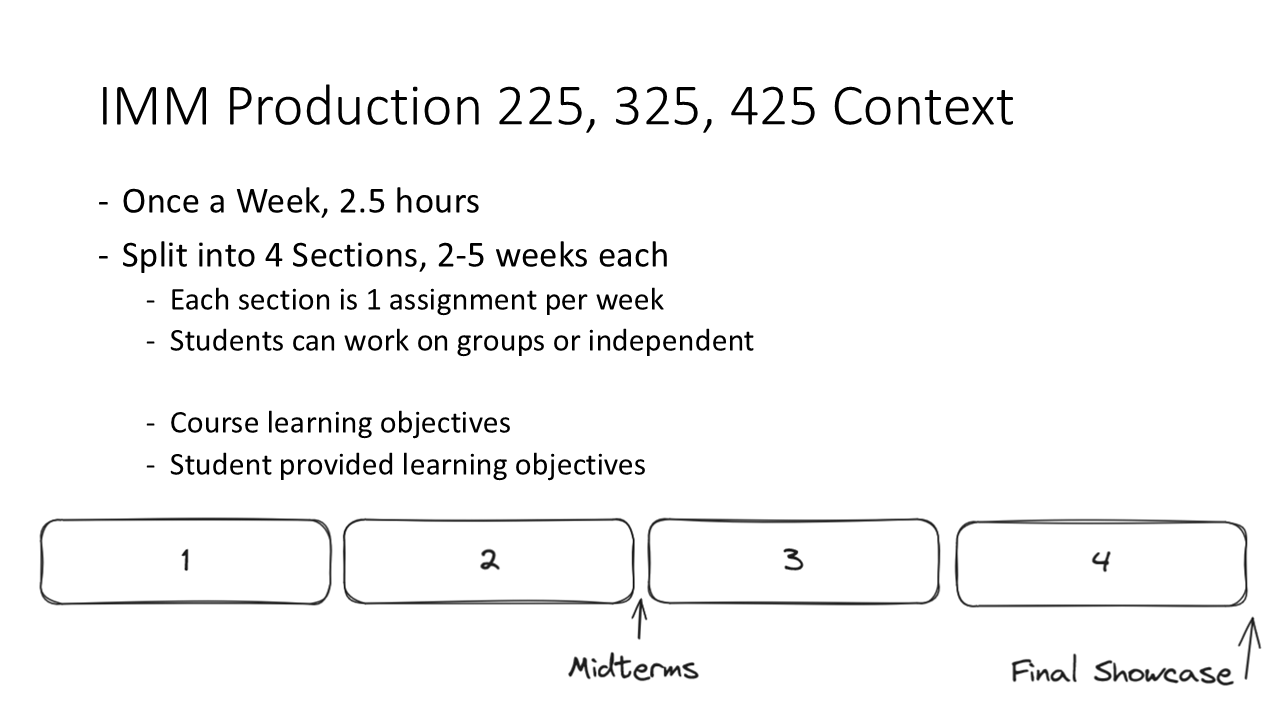 IMM Production 225, 325, 425 Context
- Once a Week, 2.5 hours
- Split into 4 Sections, 2-5 weeks each
- Each section is 1 assignment per week
- Students can work on groups or independent
- Course learning objectives
- Student provided learning objectives
1
2
3
4
Midterms
Final Showcase